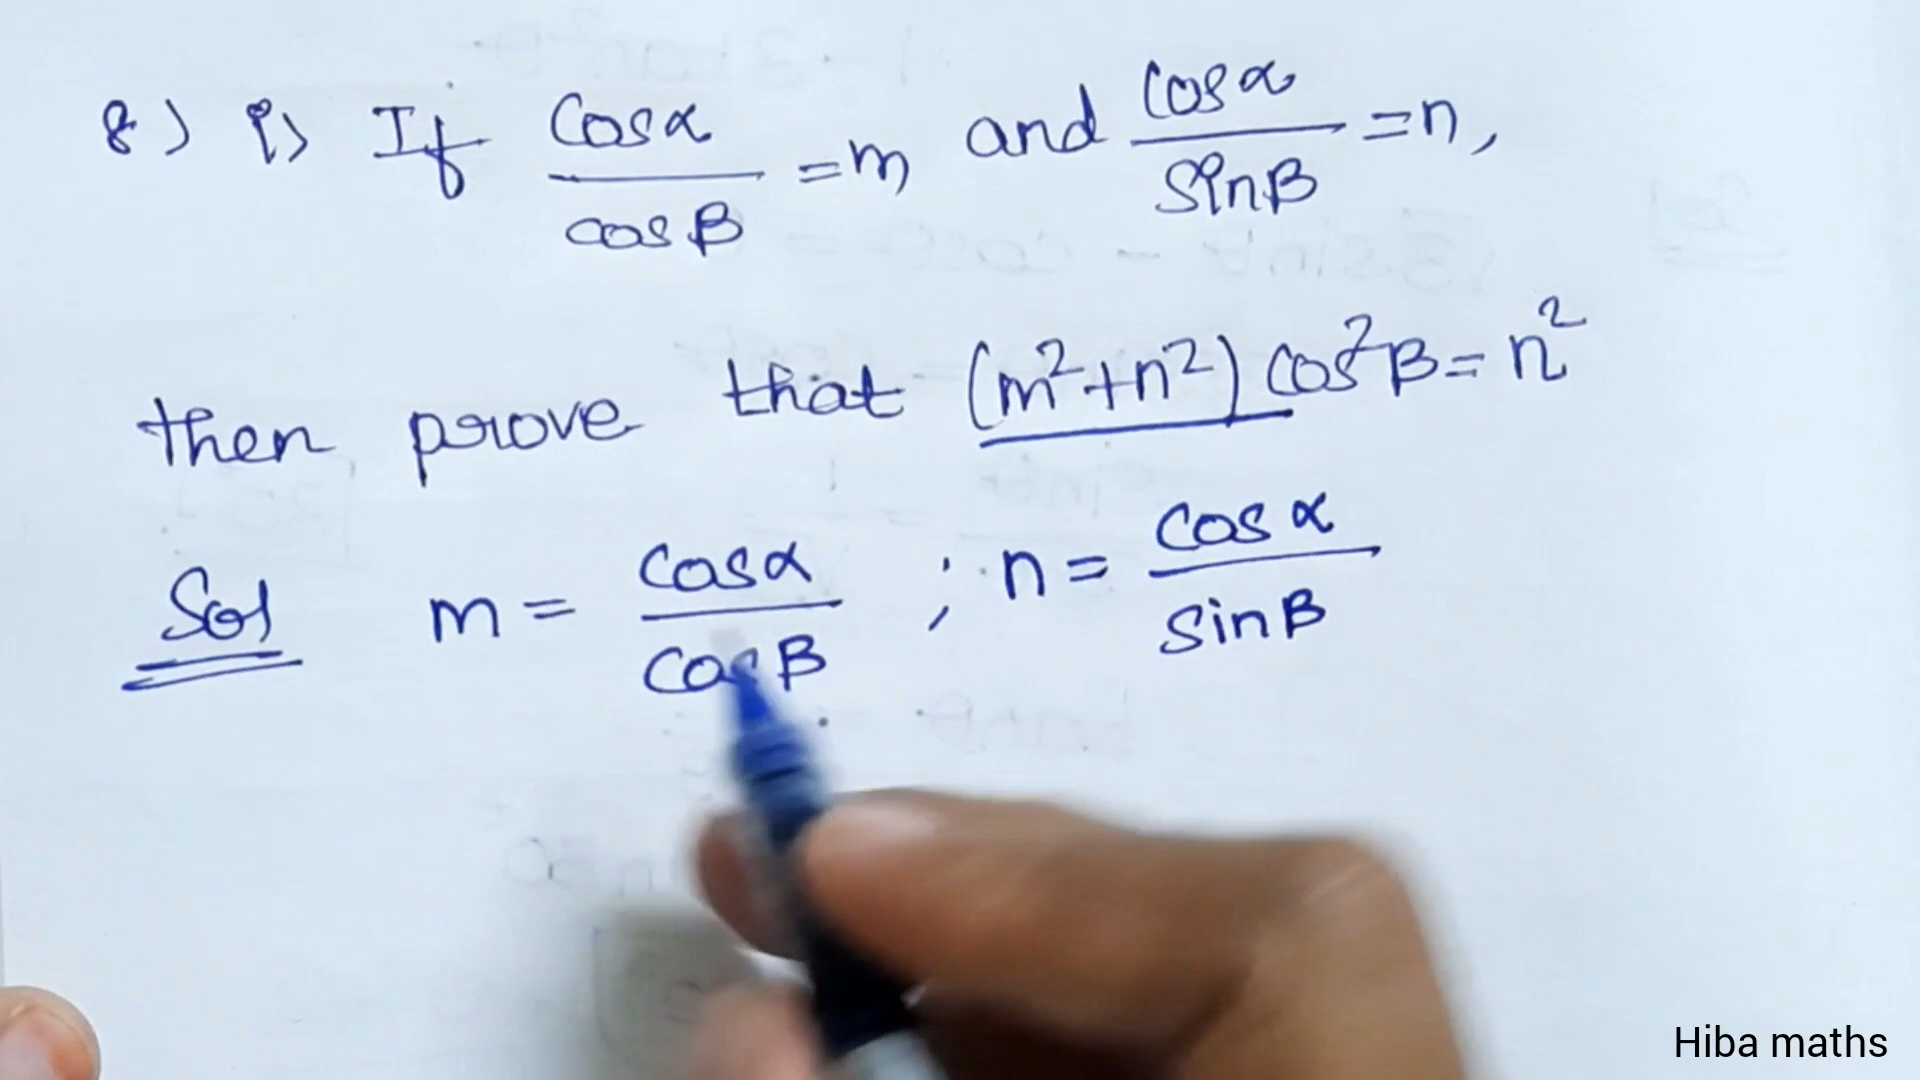 8) i) If cosα/cosβ = m and cosα/sinβ = n,
then prove that (m²+n²) cos²β = n²
Sol m = cosα/cosβ ; n = cosα/sinβ
Hiba maths